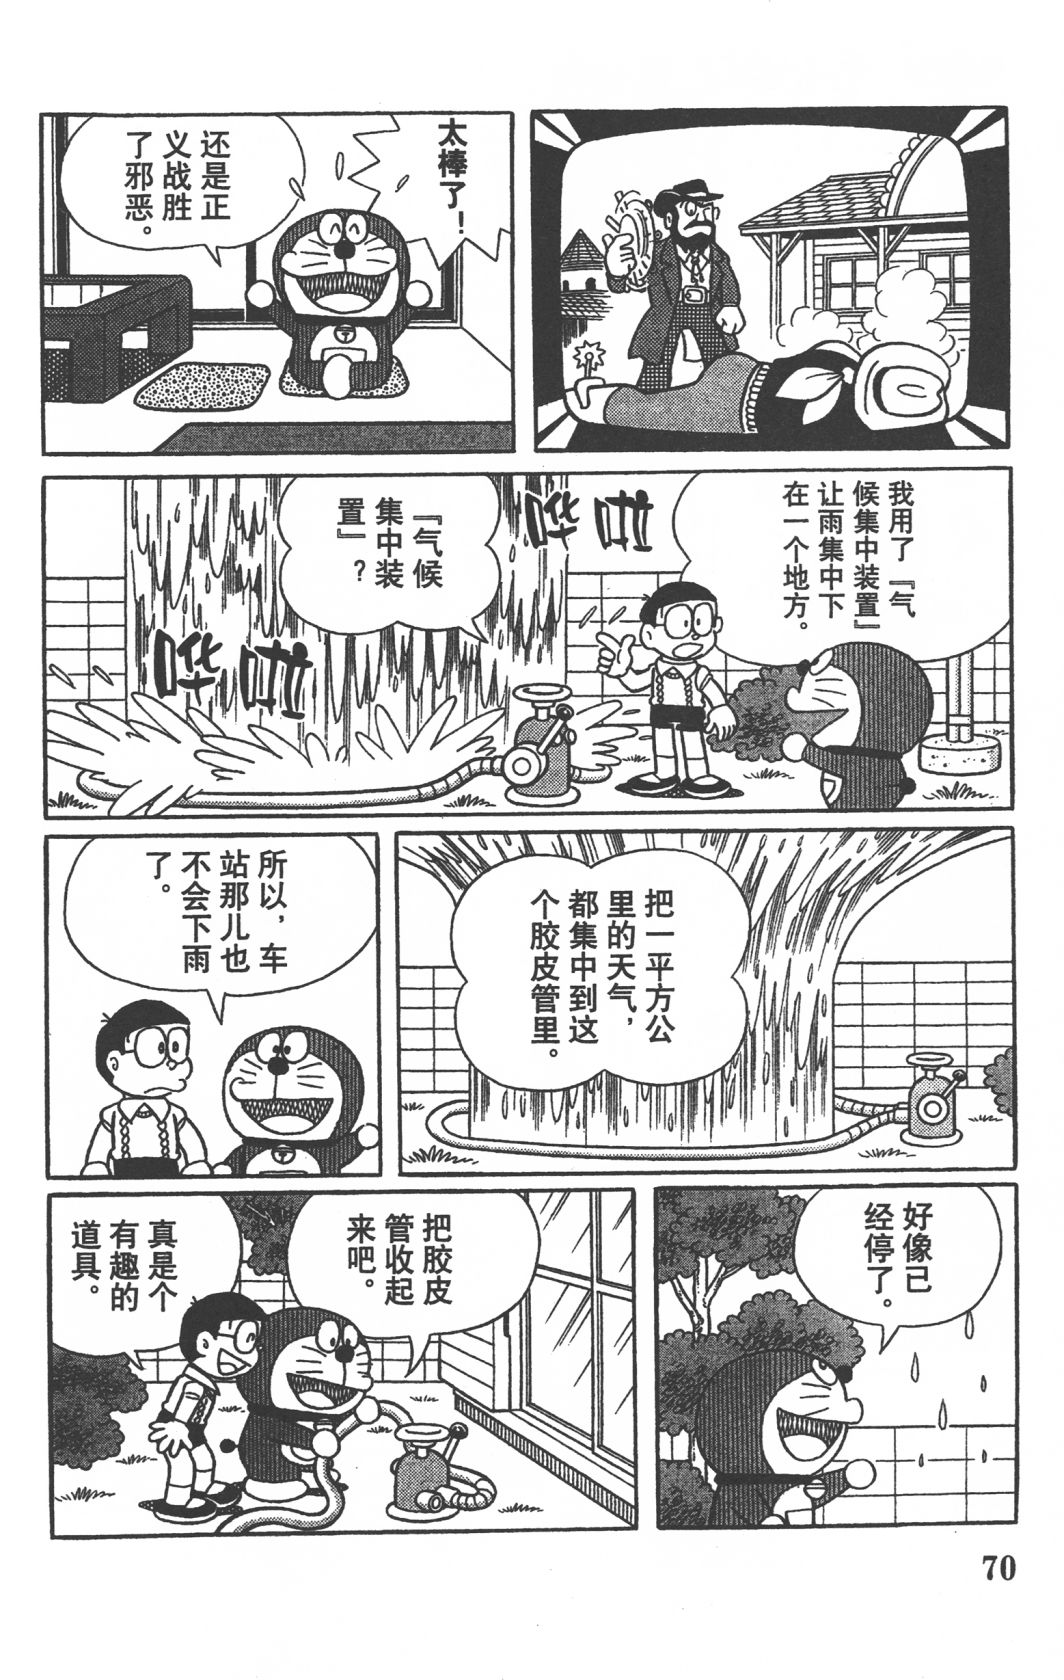 太棒了！
还是正
义战胜
了邪恶。
我用了『气
候集中装置』
让雨集中下
在一个地方。
哗啦
『气候
集中装
置』？
哗啦
把一平方公
里的天气，
都集中到这
个胶皮管里。
所以，车
站那儿也
不会下雨
了。
好像已
经停了。
把胶皮
管收起
来吧。
真是个
有趣的
道具。
70